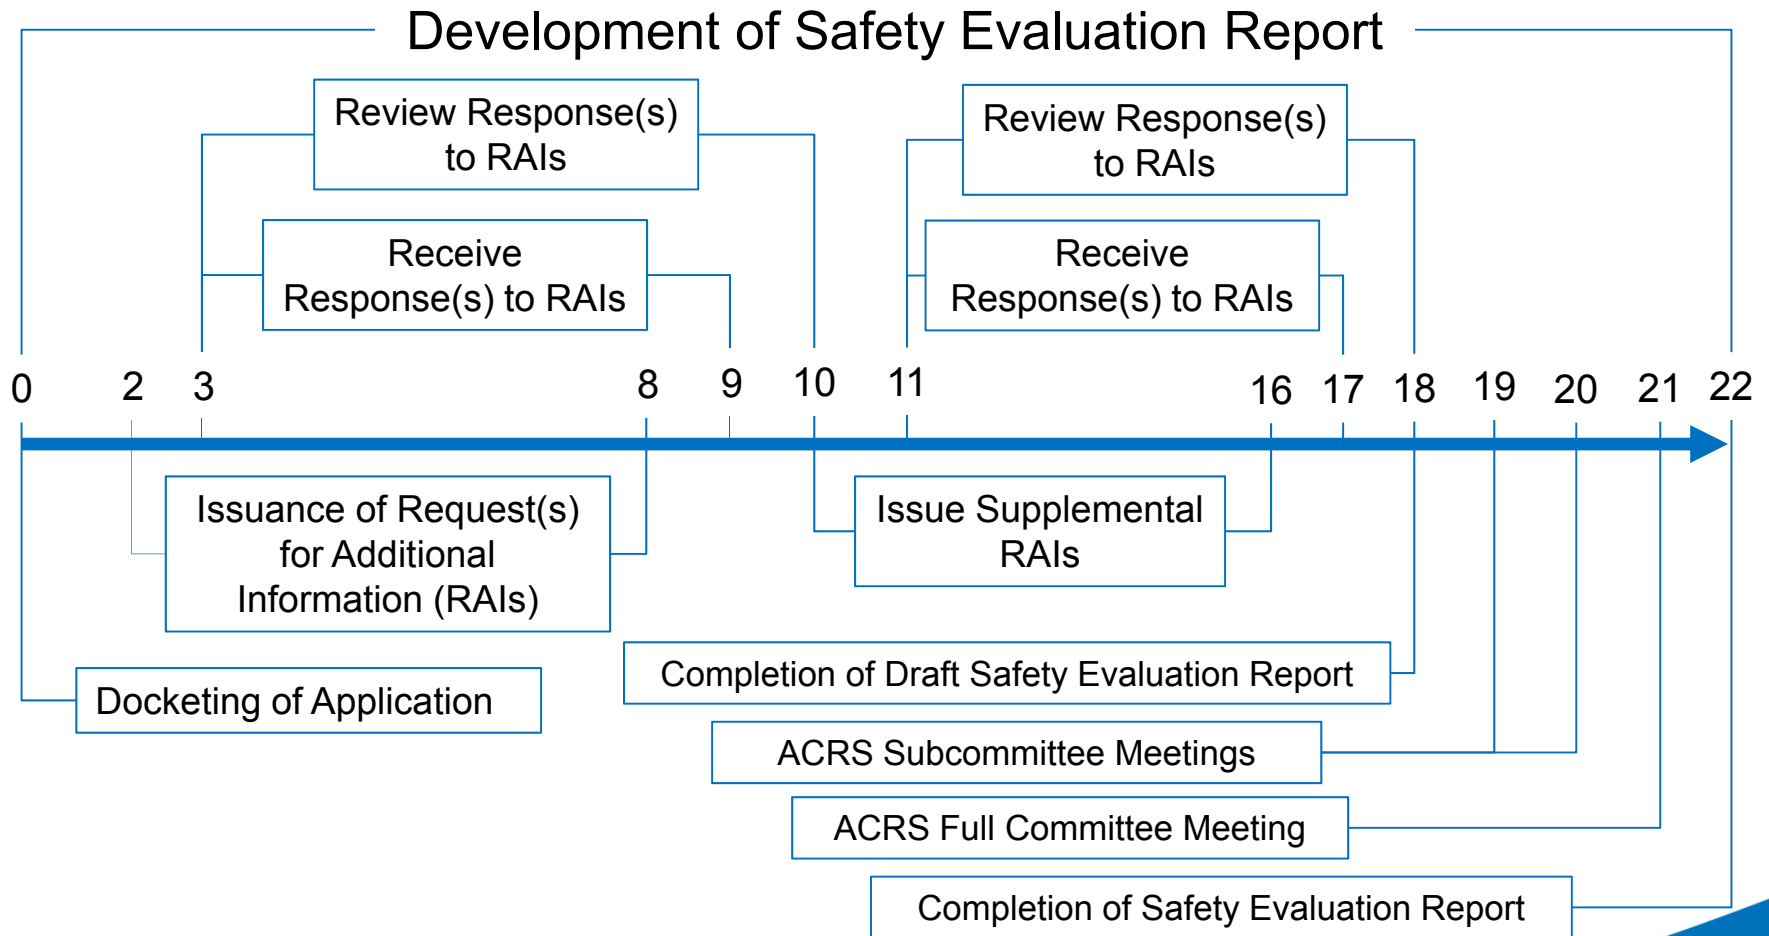 Development of Safety Evaluation Report
Review Response(s)
to RAIs
Review Response(s)
to RAIs
Receive
Response(s) to RAIs
Receive
Response(s) to RAIs
0 2 3 8 9 10 11 16 17 18 19 20 21 22
Issuance of Request(s)
for Additional
Information (RAIs)
Issue Supplemental
RAIs
Completion of Draft Safety Evaluation Report
Docketing of Application
ACRS Subcommittee Meetings
ACRS Full Committee Meeting
Completion of Safety Evaluation Report